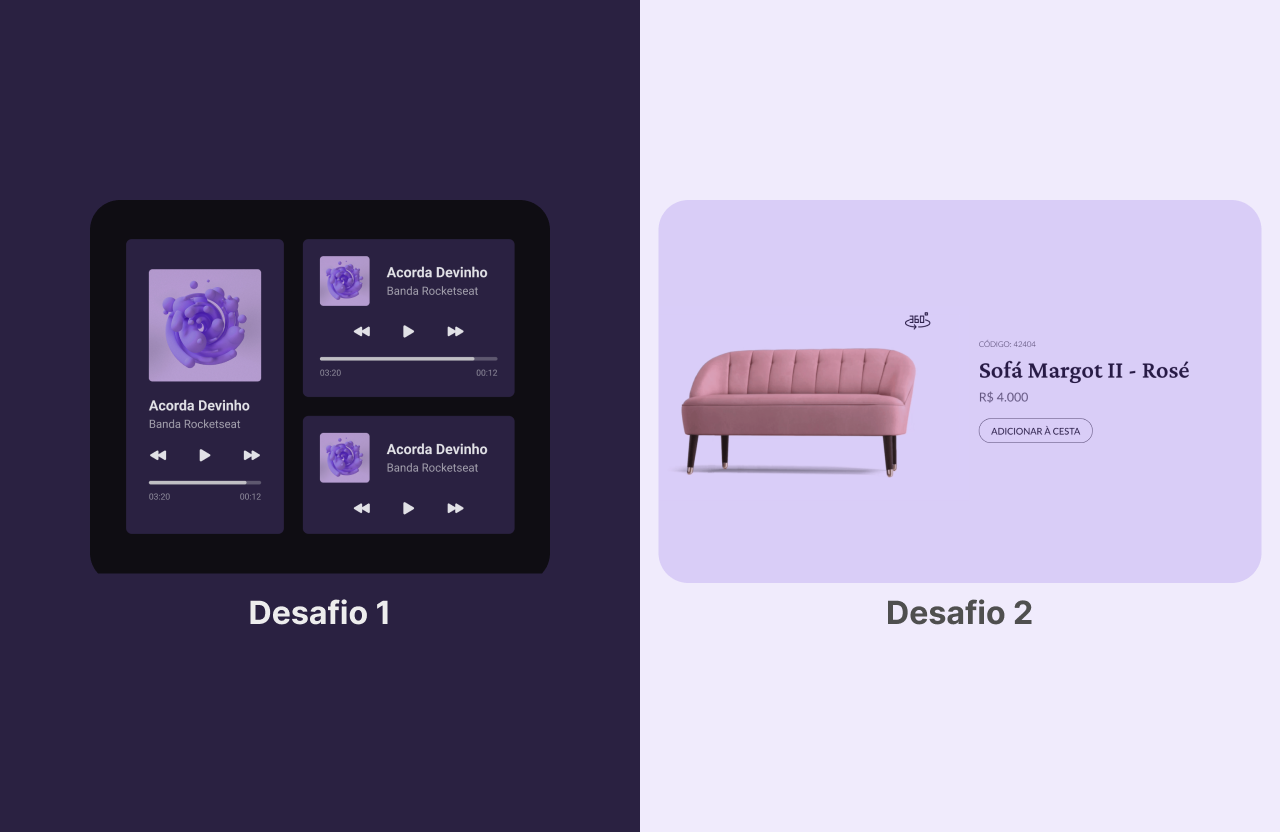 Acorda Devinho
Banda Rocketseat
03:20 00:12
Acorda Devinho
Banda Rocketseat
03:20 00:12
Acorda Devinho
Banda Rocketseat
Desafio 1
360°
CÓDIGO: 42404
Sofá Margot II - Rosé
R$ 4.000
ADICIONAR À CESTA
Desafio 2